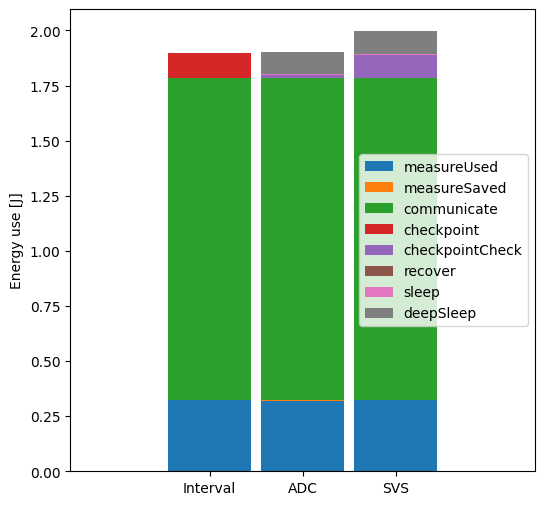 2.00
1.75
1.50
1.25
1.00
0.75
0.50
0.25
0.00
Energy use [J]
measureUsed
measureSaved
communicate
checkpoint
checkpointCheck
recover
sleep
deepSleep
Interval ADC SVS